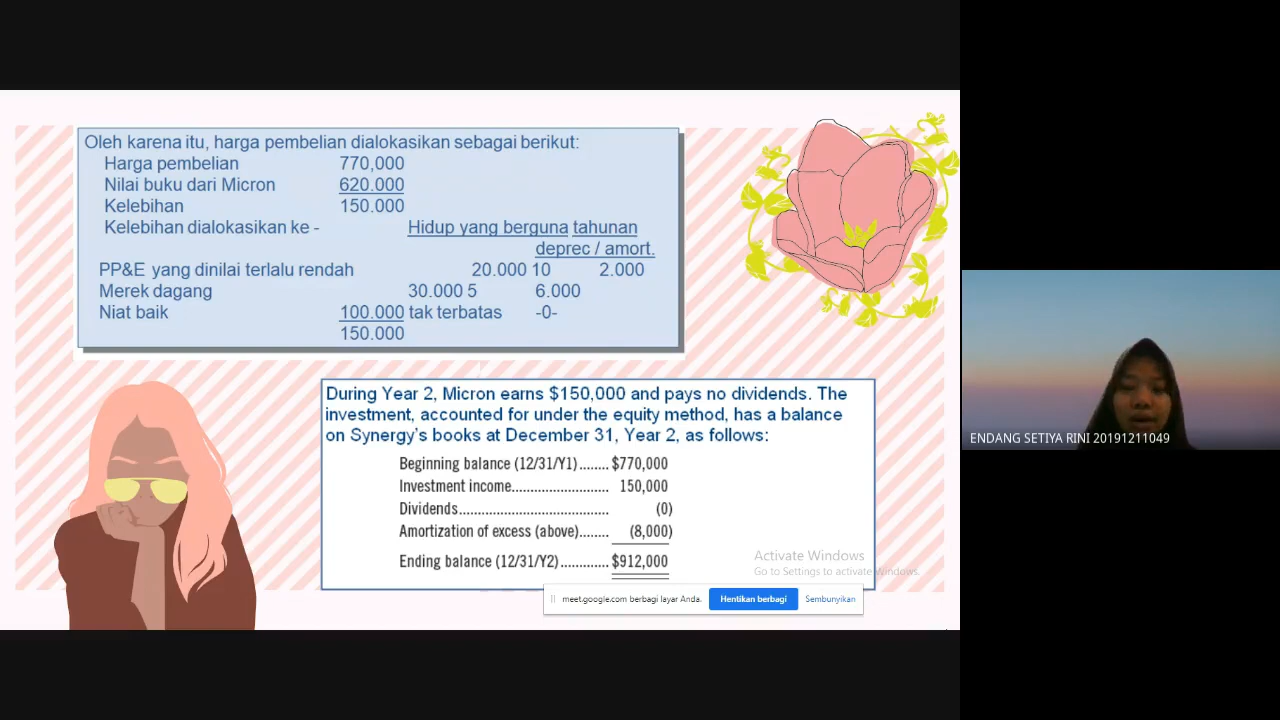 Oleh karena itu, harga pembelian dialokasikan sebagai berikut:
Harga pembelian 770,000
Nilai buku dari Micron 620.000
Kelebihan 150.000
Kelebihan dialokasikan ke - Hidup yang berguna tahunan
deprec / amort.
PP&E yang dinilai terlalu rendah 20.000 10 2.000
Merek dagang 30.000 5 6.000
Niat baik 100.000 tak terbatas -0-
150.000
During Year 2, Micron earns $150,000 and pays no dividends. The
investment, accounted for under the equity method, has a balance
on Synergy's books at December 31, Year 2, as follows:
Beginning balance (12/31/Y1)........ $770,000
Investment income.......................... 150,000
Dividends........................................ (0)
Amortization of excess (above)........ (8,000)
Ending balance (12/31/Y2)............. $912,000
Activate Windows
Go to Settings to activate Windows.
meet.google.com berbagi layar Anda. Hentikan berbagi Sembunyikan
ENDANG SETIYA RINI 20191211049